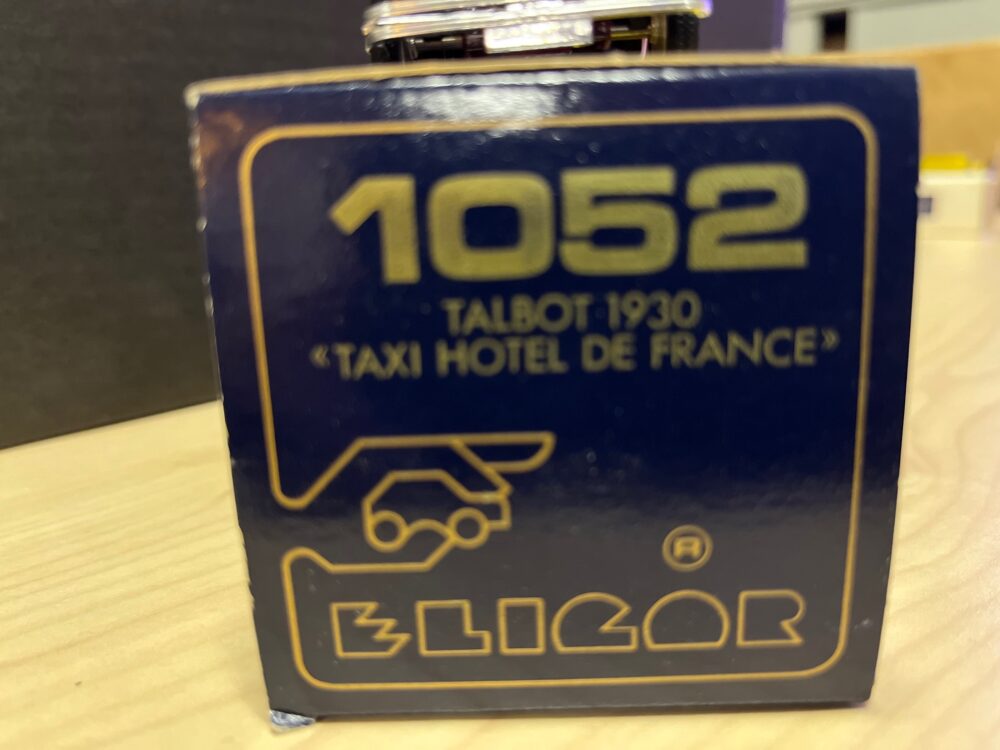 1052
TALBOT 1930
«TAXI HOTEL DE FRANCE»
®
ELIGOR